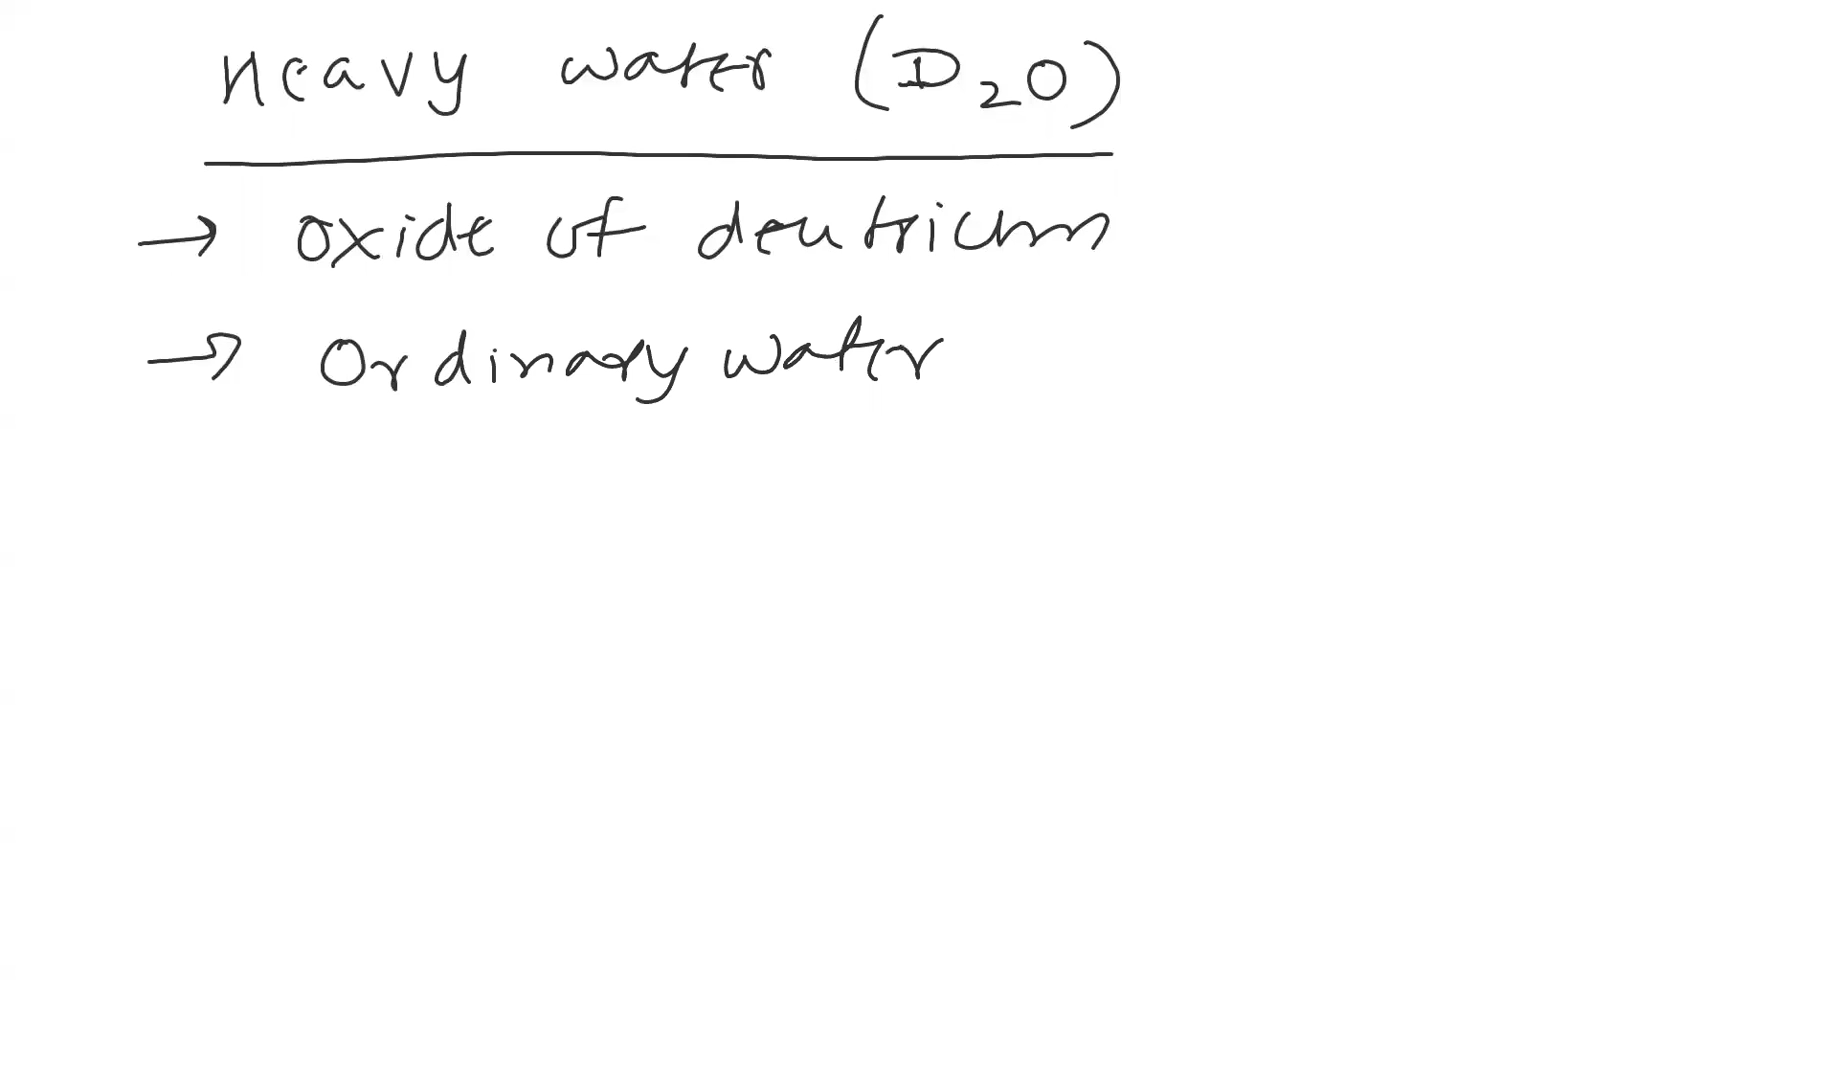 Heavy water (D₂O)
→ oxide of deutrium
→ Ordinary water